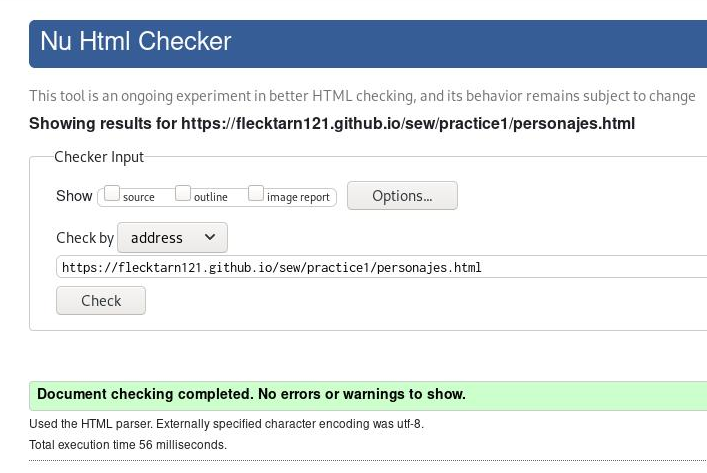 Nu Html Checker
This tool is an ongoing experiment in better HTML checking, and its behavior remains subject to change
Showing results for https://flecktarn121.github.io/sew/practice1/personajes.html
Checker Input
Show source outline image report Options...
Check by address
https://flecktarn121.github.io/sew/practice1/personajes.html
Check
Document checking completed. No errors or warnings to show.
Used the HTML parser. Externally specified character encoding was utf-8.
Total execution time 56 milliseconds.